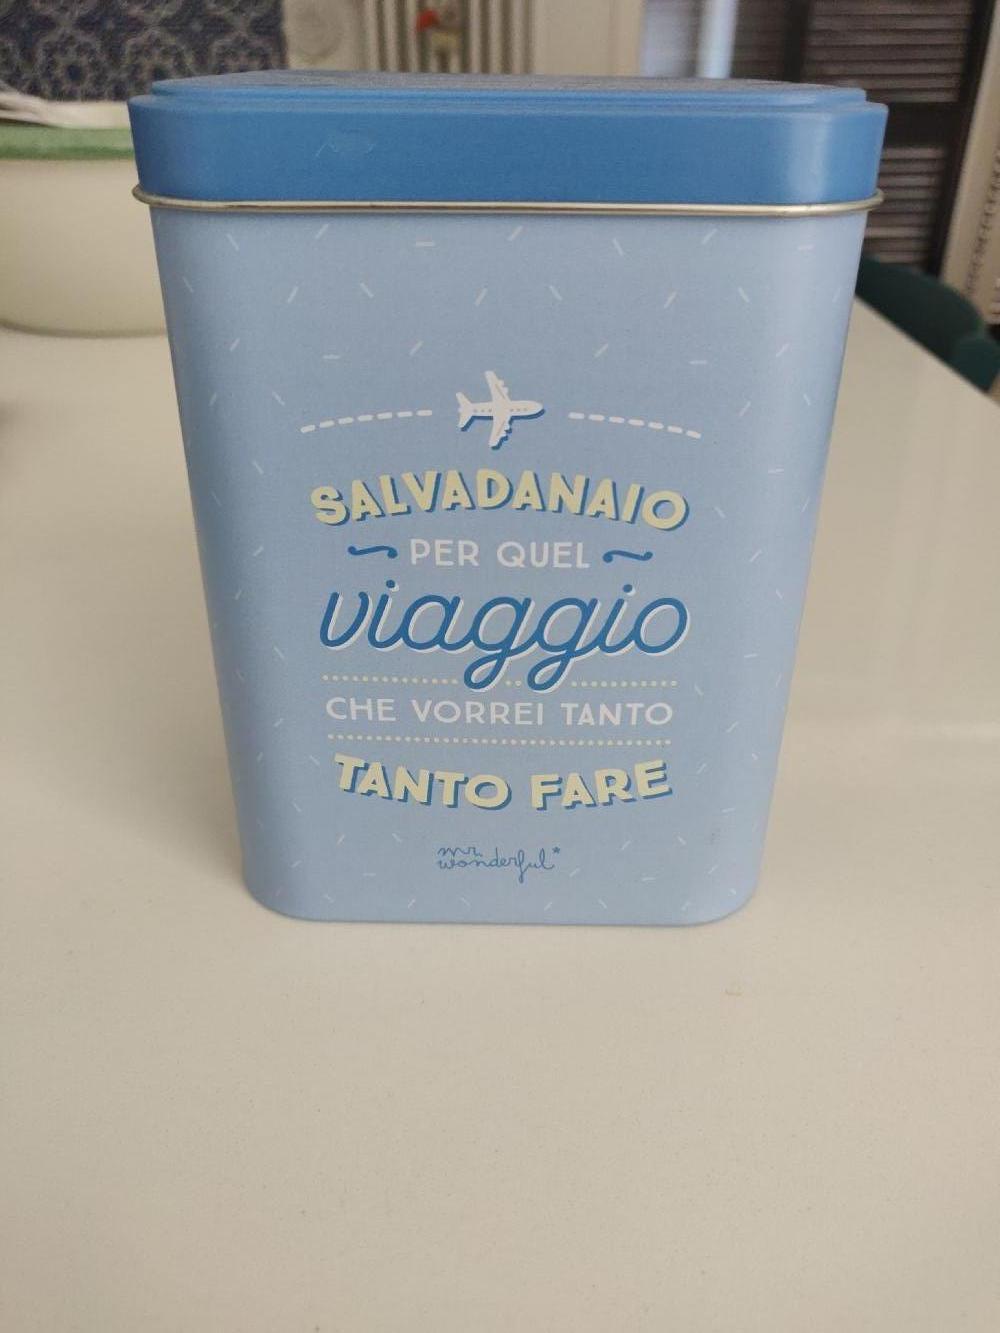 SALVADANAIO
PER QUEL
viaggio
CHE VORREI TANTO
TANTO FARE
mr.
wonderful*